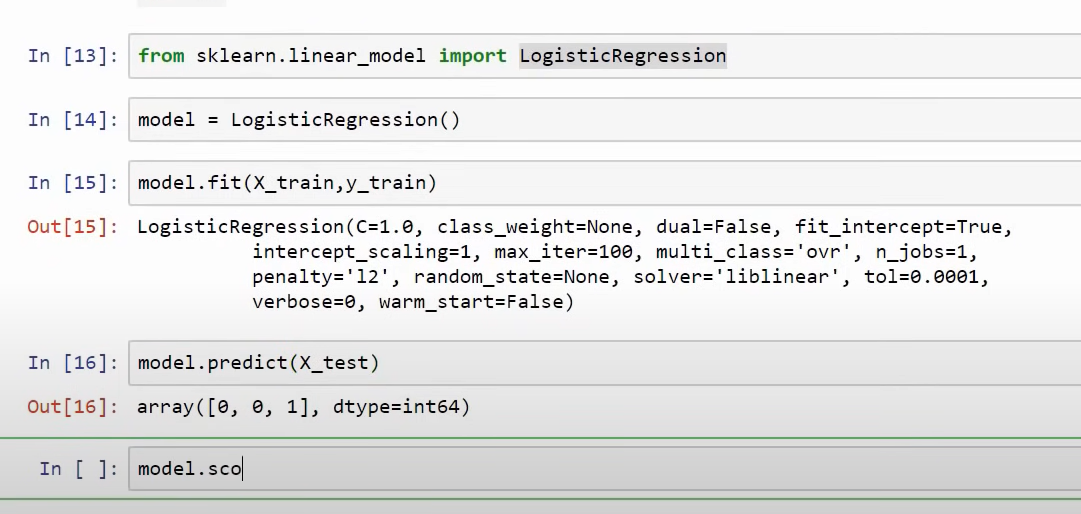 In [13]: from sklearn.linear_model import LogisticRegression
In [14]: model = LogisticRegression()
In [15]: model.fit(X_train,y_train)
Out[15]: LogisticRegression(C=1.0, class_weight=None, dual=False, fit_intercept=True,
intercept_scaling=1, max_iter=100, multi_class='ovr', n_jobs=1,
penalty='l2', random_state=None, solver='liblinear', tol=0.0001,
verbose=0, warm_start=False)
In [16]: model.predict(X_test)
Out[16]: array([0, 0, 1], dtype=int64)
In [ ]: model.sco